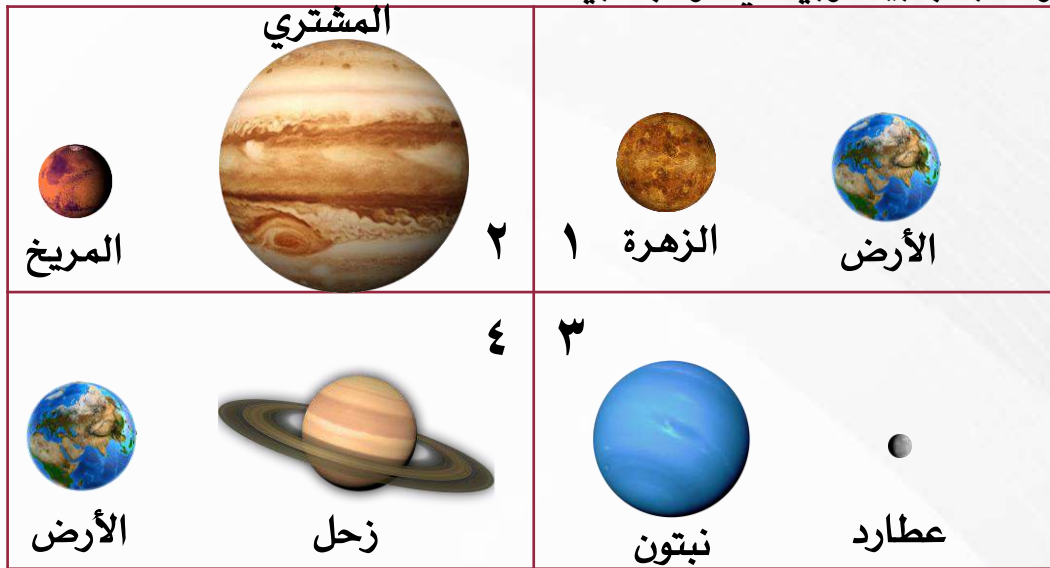 الأرض
الزهرة
١
المشتري
٢
المريخ
٣
عطارد
نبتون
٤
زحل
الأرض